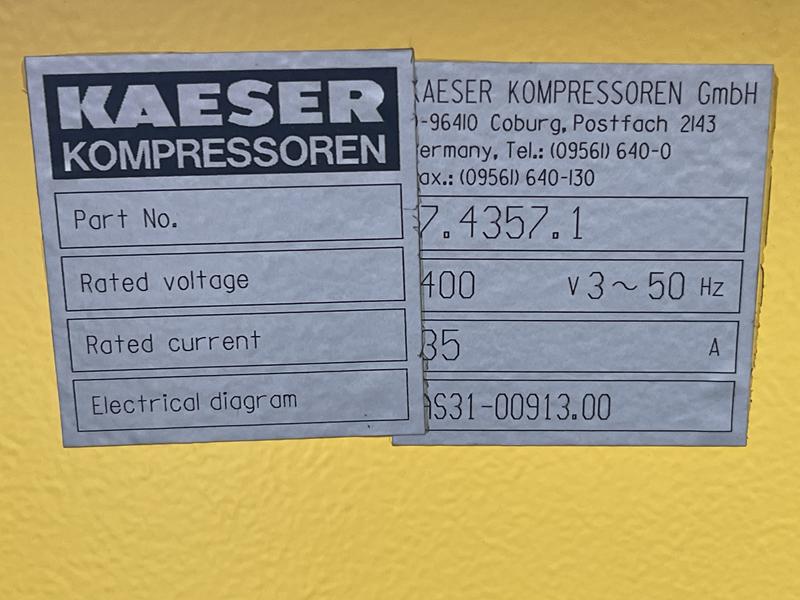 KAESER
KOMPRESSOREN
KAESER KOMPRESSOREN GmbH
-96410 Coburg, Postfach 2143
ermany, Tel.: (09561) 640-0
ax.: (09561) 640-130
Part No. 7.4357.1
Rated voltage 400 V 3~50 Hz
Rated current 35 A
Electrical diagram AS31-00913.00